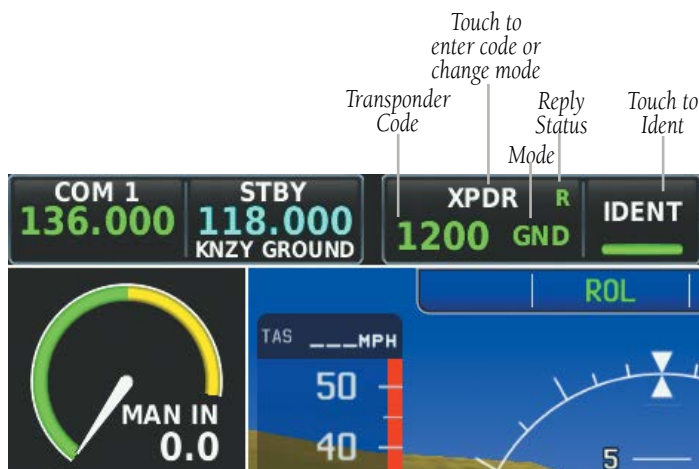 Touch to
enter code or
change mode
Transponder
Code
Reply
Status
Touch to
Ident
Mode
COM 1
136.000
STBY
118.000
KNZY GROUND
XPDR
R
1200
GND
IDENT
ROL
TAS
___MPH
50
40
MAN IN
0.0
5